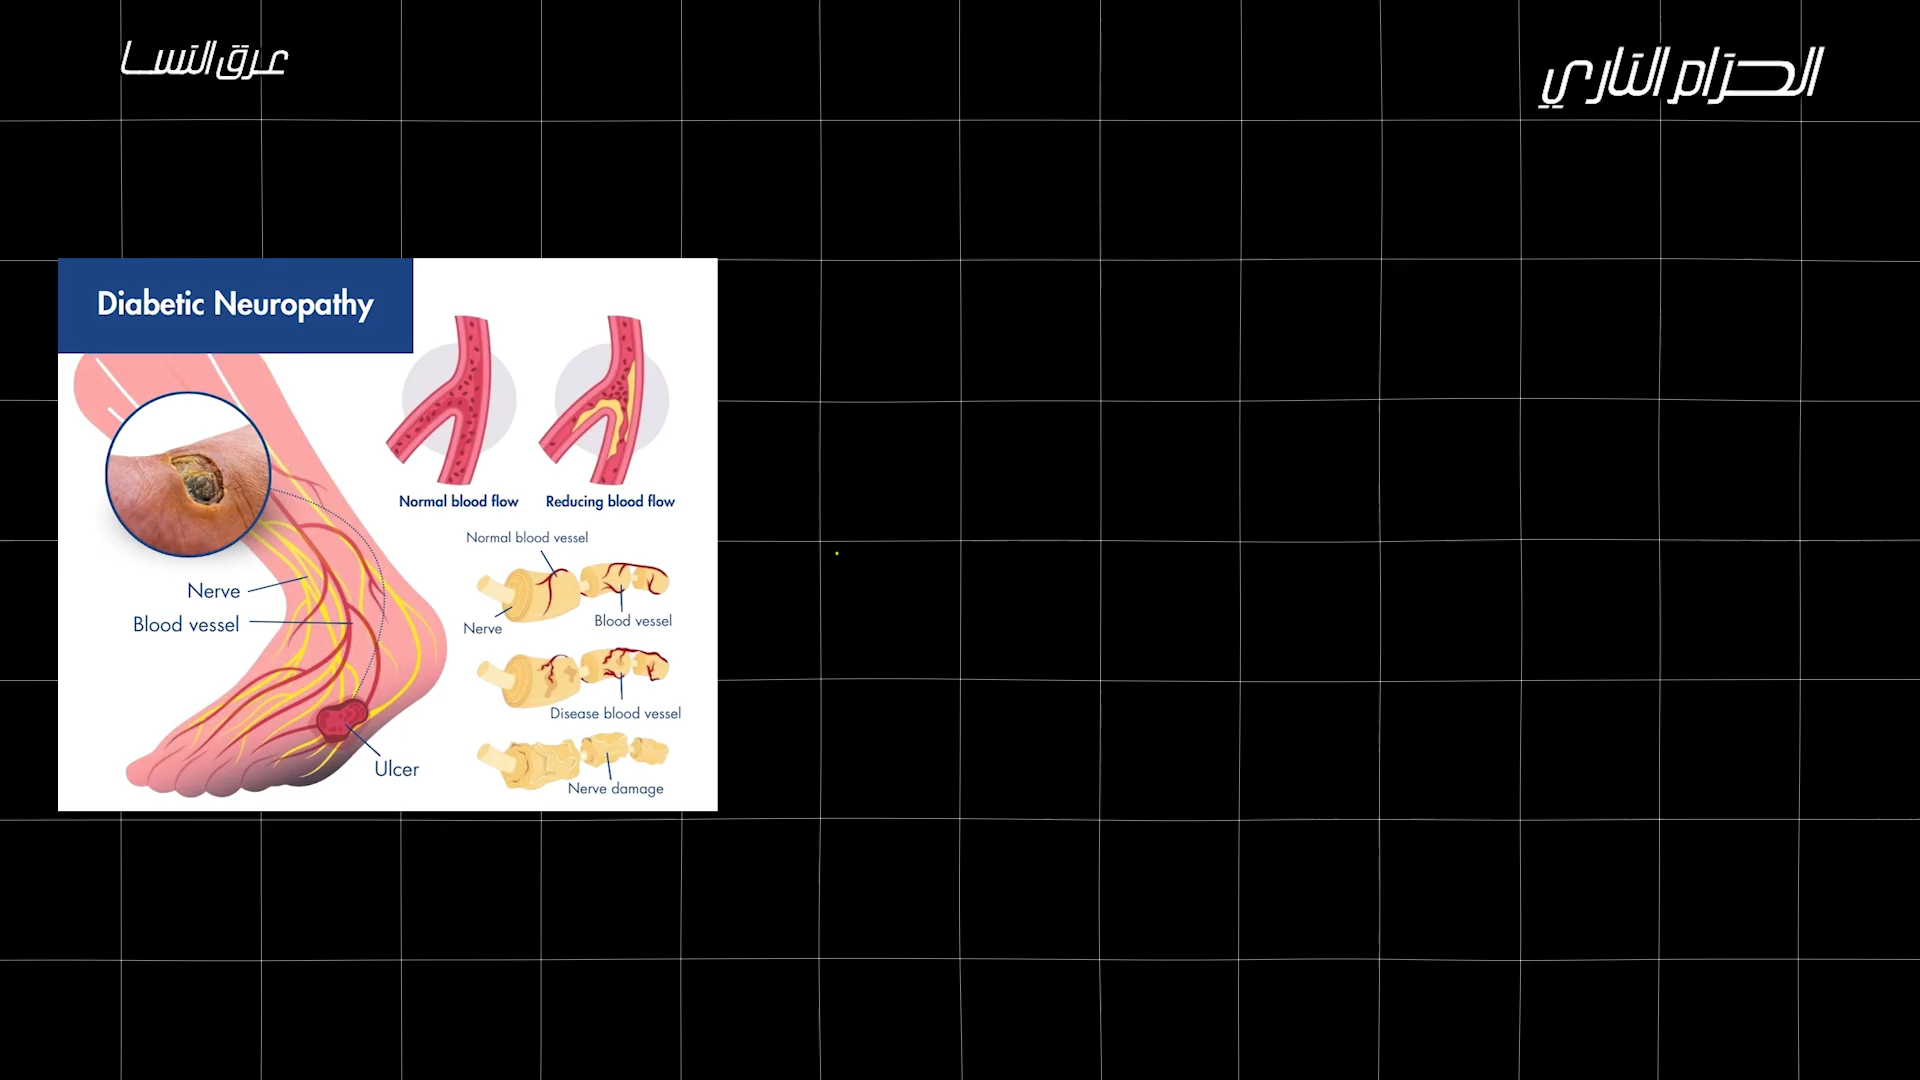 عرق النسا
الحزام الناري
Diabetic Neuropathy
Normal blood flow
Reducing blood flow
Normal blood vessel
Nerve
Blood vessel
Nerve
Blood vessel
Disease blood vessel
Ulcer
Nerve damage